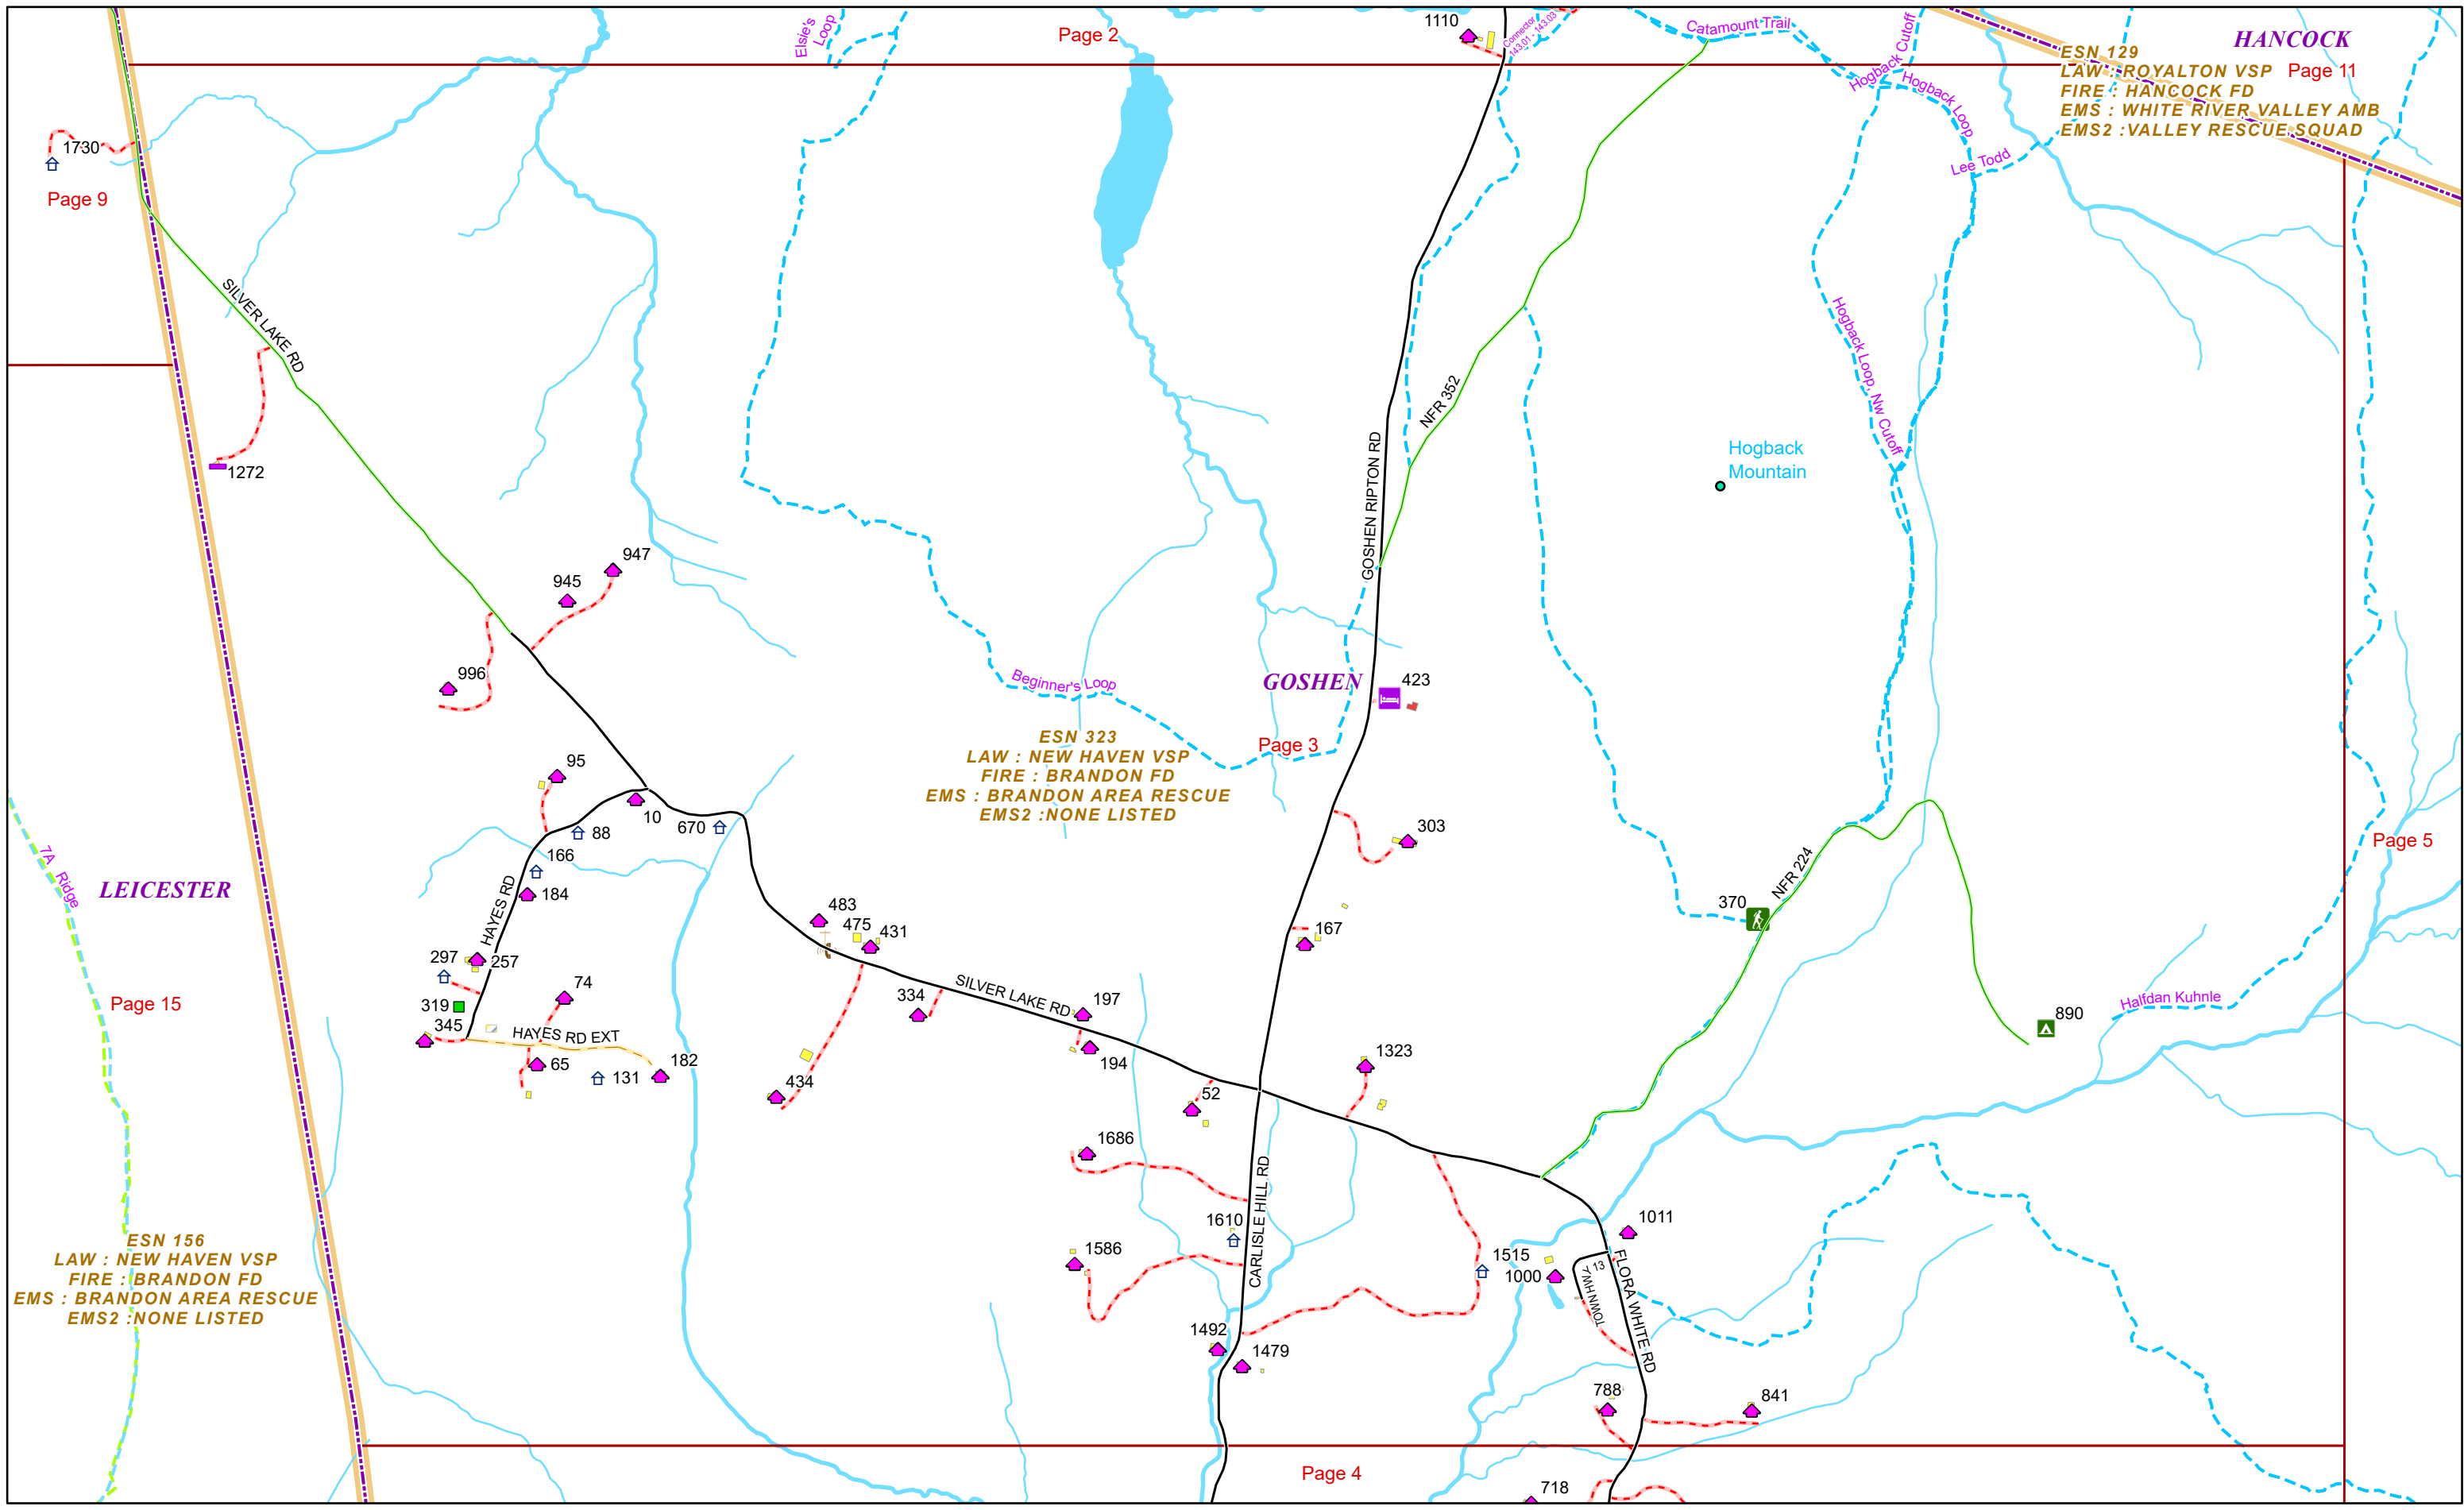 1110
Elsie's
Loop
Page 2
Connector
143.01 - 143.03
Catamount Trail
Hogback Cutoff
HANCOCK
ESN 129
LAW : ROYALTON VSP
FIRE : HANCOCK FD
EMS : WHITE RIVER VALLEY AMB
EMS2 :VALLEY RESCUE SQUAD
Page 11
Hogback Loop
Lee Todd
1730
Page 9
SILVER LAKE RD
1272
Hogback Loop, Nw Cutoff
NFR 352
GOSHEN RIPTON RD
Hogback
Mountain
947
945
996
Beginner's Loop
GOSHEN
423
Page 3
ESN 323
LAW : NEW HAVEN VSP
FIRE : BRANDON FD
EMS : BRANDON AREA RESCUE
EMS2 :NONE LISTED
95
10
670
88
166
184
HAYES RD
303
Page 5
7A Ridge
LEICESTER
NFR 224
370
483
475
431
167
297
257
74
319
345
HAYES RD EXT
65
131
182
334
SILVER LAKE RD
197
194
434
52
1323
890
Halfdan Kuhnle
Page 15
1686
CARLISLE HILL RD
1610
1586
1011
1515
1000
TOWN HWY 13
FLORA WHITE RD
ESN 156
LAW : NEW HAVEN VSP
FIRE : BRANDON FD
EMS : BRANDON AREA RESCUE
EMS2 :NONE LISTED
1492
1479
788
841
Page 4
718